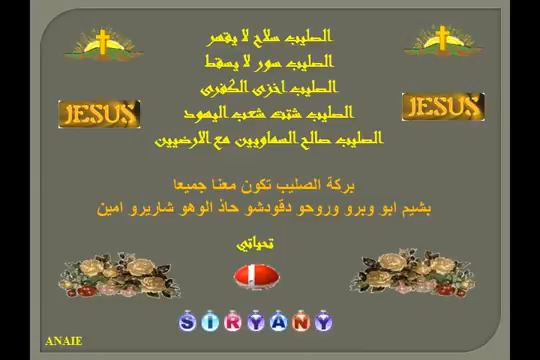 الصليب سلاح لا يقهر
الصليب سور لا يسقط
الصليب اخزى الكفرى
الصليب شتت شعب اليهود
الصليب صالح السماويين مع الارضيين
JESUS
JESUS
بركة الصليب تكون معنا جميعا
بشيم ابو وبرو وروحو دقودشو حاذ الوهو شاريرو امين
تحياتي
SIRYANY
ANAIE